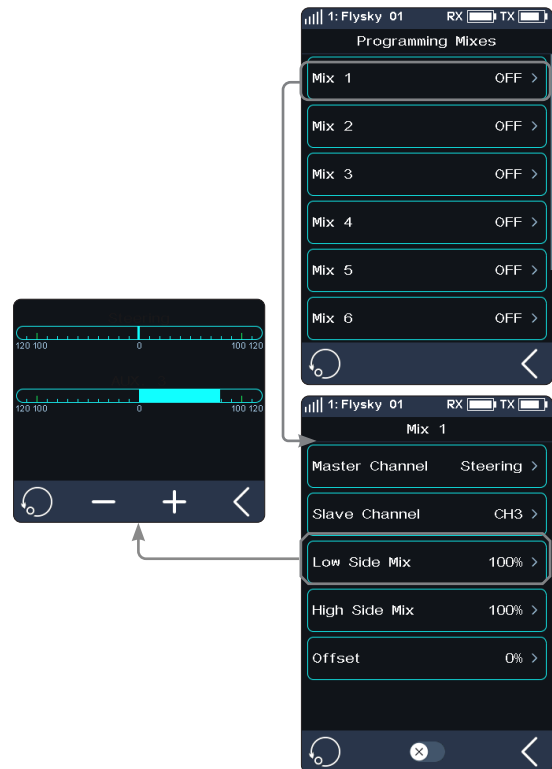 1: Flysky 01 RX TX
Programming Mixes
Mix 1 OFF >
Mix 2 OFF >
Mix 3 OFF >
Mix 4 OFF >
Mix 5 OFF >
Mix 6 OFF >
120 100 0 100 120
120 100 0 100 120
1: Flysky 01 RX TX
Mix 1
Master Channel Steering >
Slave Channel CH3 >
Low Side Mix 100% >
High Side Mix 100% >
Offset 0% >